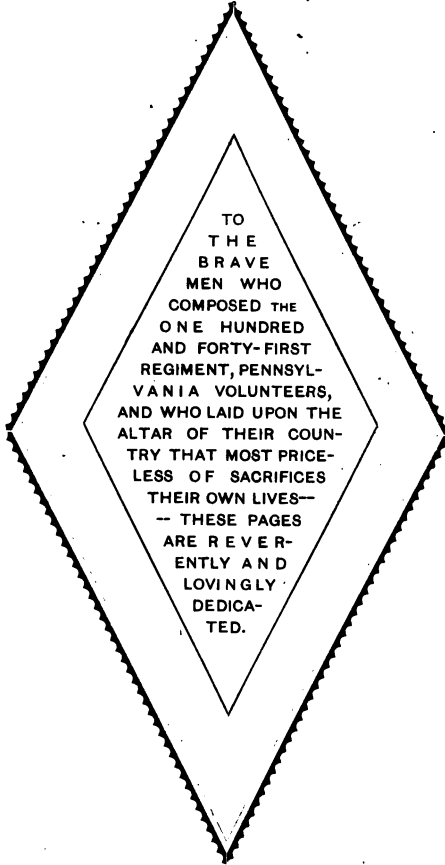 TO
THE
BRAVE
MEN WHO
COMPOSED THE
ONE HUNDRED
AND FORTY-FIRST
REGIMENT, PENNSYL-
VANIA VOLUNTEERS,
AND WHO LAID UPON THE
ALTAR OF THEIR COUN-
TRY THAT MOST PRICE-
LESS OF SACRIFICES
THEIR OWN LIVES--
-- THESE PAGES
ARE REVER-
ENTLY AND
LOVINGLY
DEDICA-
TED.